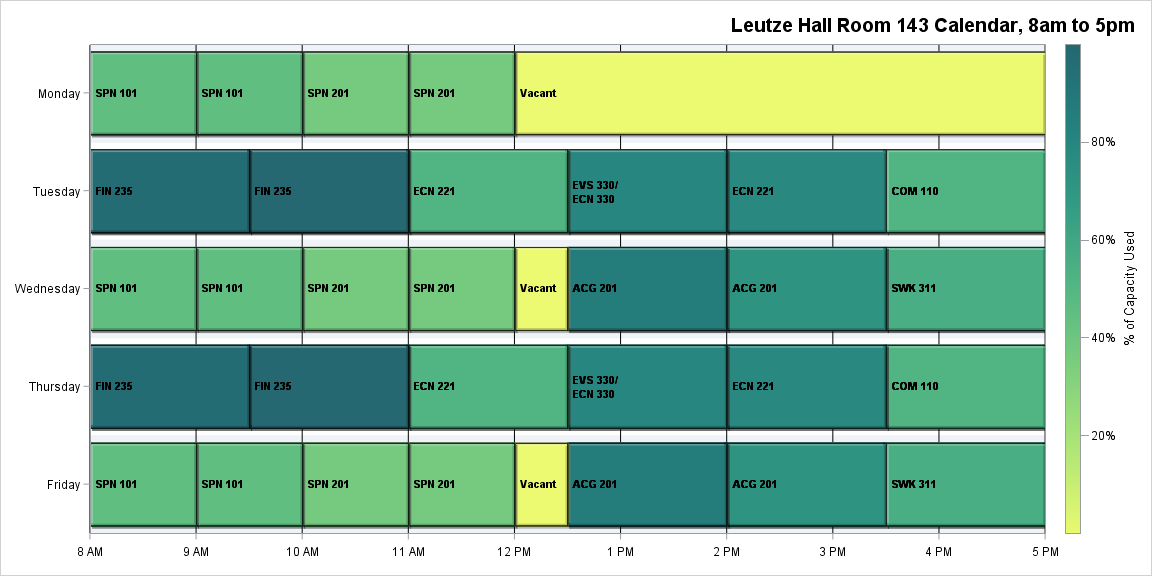 Leutze Hall Room 143 Calendar, 8am to 5pm
Monday
SPN 101
SPN 101
SPN 201
SPN 201
Vacant
Tuesday
FIN 235
FIN 235
ECN 221
EVS 330/
ECN 330
ECN 221
COM 110
Wednesday
SPN 101
SPN 101
SPN 201
SPN 201
Vacant
ACG 201
ACG 201
SWK 311
Thursday
FIN 235
FIN 235
ECN 221
EVS 330/
ECN 330
ECN 221
COM 110
Friday
SPN 101
SPN 101
SPN 201
SPN 201
Vacant
ACG 201
ACG 201
SWK 311
8 AM
9 AM
10 AM
11 AM
12 PM
1 PM
2 PM
3 PM
4 PM
5 PM
80%
60%
40%
20%
% of Capacity Used